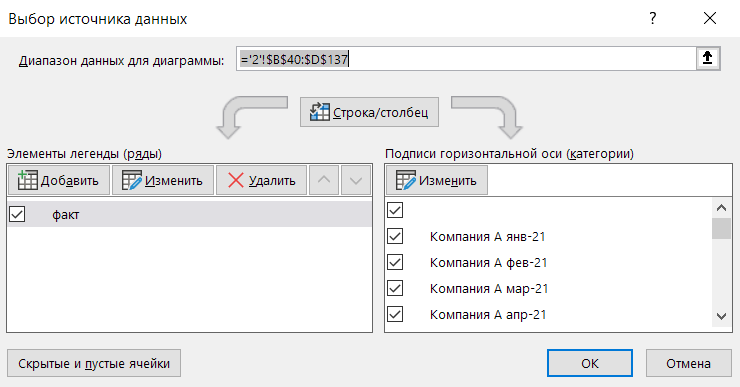 Выбор источника данных
Диапазон данных для диаграммы: ='2'!$B$40:$D$137
Строка/столбец
Элементы легенды (ряды)
Добавить Изменить Удалить
факт
Подписи горизонтальной оси (категории)
Изменить
Компания А янв-21
Компания А фев-21
Компания А мар-21
Компания А апр-21
Скрытые и пустые ячейки
ОК Отмена